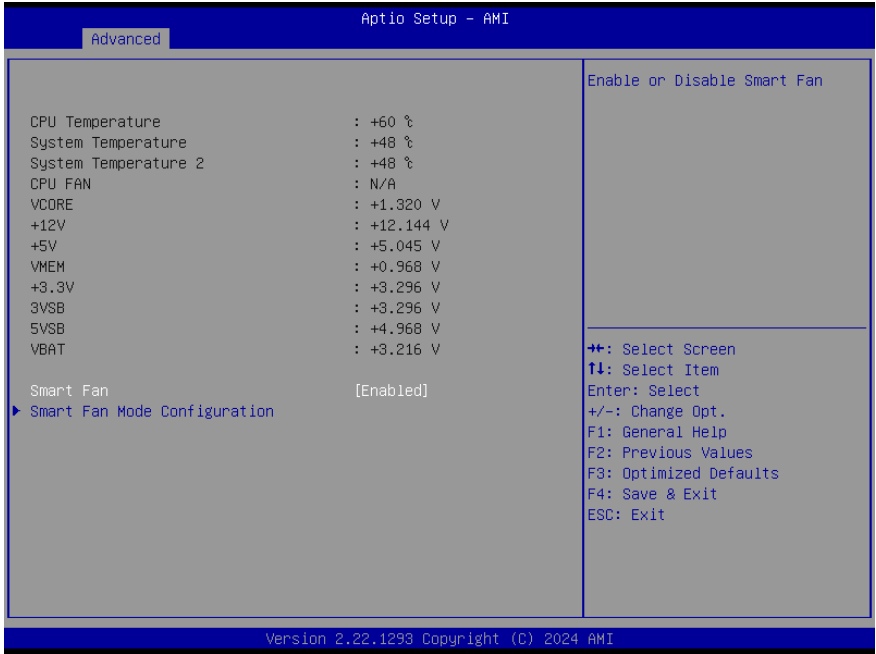 Aptio Setup – AMI
Advanced
CPU Temperature : +60 ℃
System Temperature : +48 ℃
System Temperature 2 : +48 ℃
CPU FAN : N/A
VCORE : +1.320 V
+12V : +12.144 V
+5V : +5.045 V
VMEM : +0.968 V
+3.3V : +3.296 V
3VSB : +3.296 V
5VSB : +4.968 V
VBAT : +3.216 V
Smart Fan [Enabled]
Smart Fan Mode Configuration
Enable or Disable Smart Fan
→←: Select Screen
↑↓: Select Item
Enter: Select
+/-: Change Opt.
F1: General Help
F2: Previous Values
F3: Optimized Defaults
F4: Save & Exit
ESC: Exit
Version 2.22.1293 Copyright (C) 2024 AMI